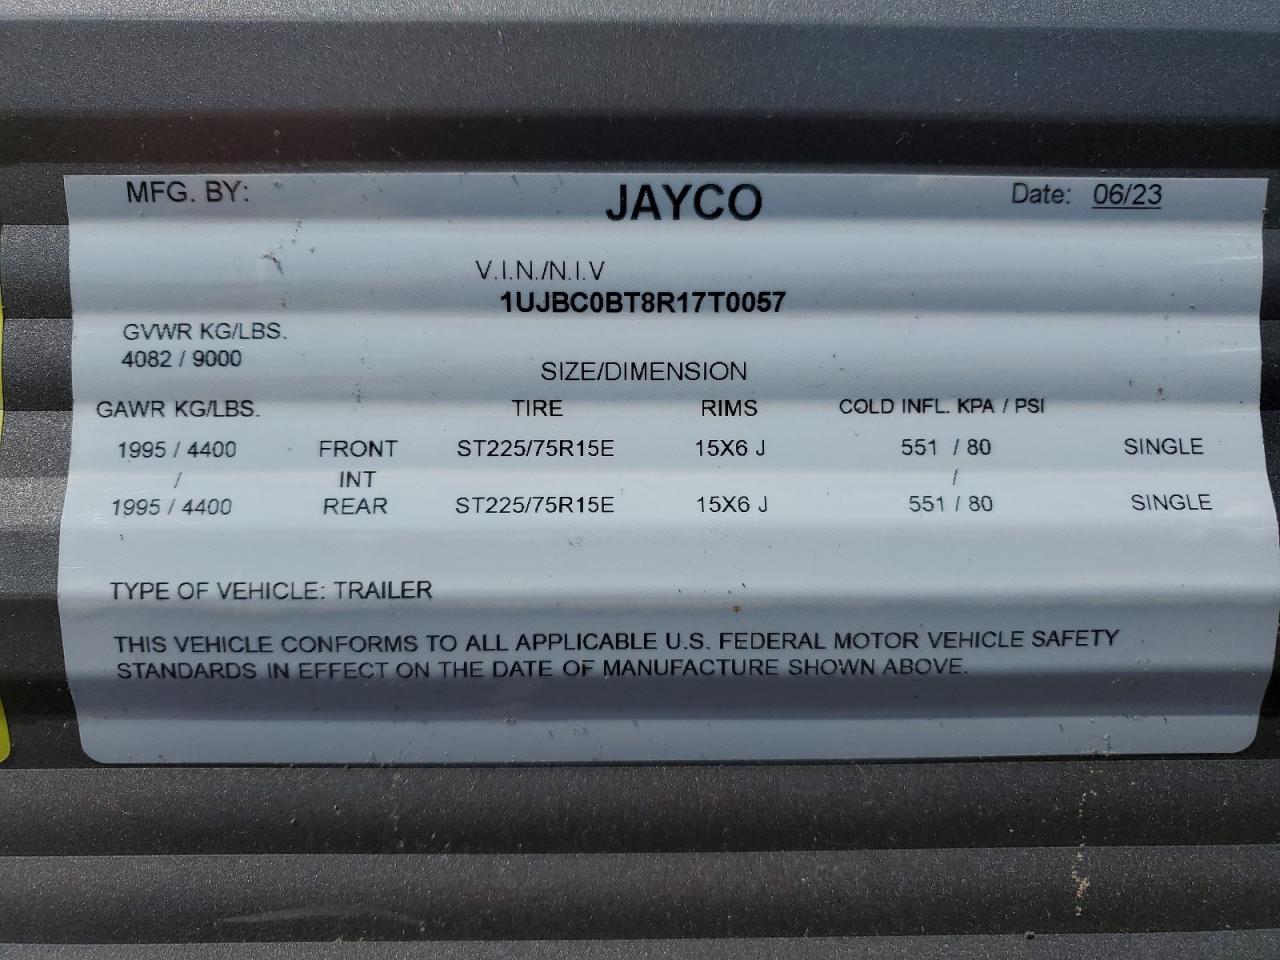 MFG. BY: JAYCO Date: 06/23
V.I.N./N.I.V
1UJBC0BT8R17T0057
GVWR KG/LBS.
4082 / 9000
SIZE/DIMENSION
GAWR KG/LBS. TIRE RIMS COLD INFL. KPA / PSI
1995 / 4400 FRONT ST225/75R15E 15X6 J 551 / 80 SINGLE
/ INT /
1995 / 4400 REAR ST225/75R15E 15X6 J 551 / 80 SINGLE
TYPE OF VEHICLE: TRAILER
THIS VEHICLE CONFORMS TO ALL APPLICABLE U.S. FEDERAL MOTOR VEHICLE SAFETY
STANDARDS IN EFFECT ON THE DATE OF MANUFACTURE SHOWN ABOVE.